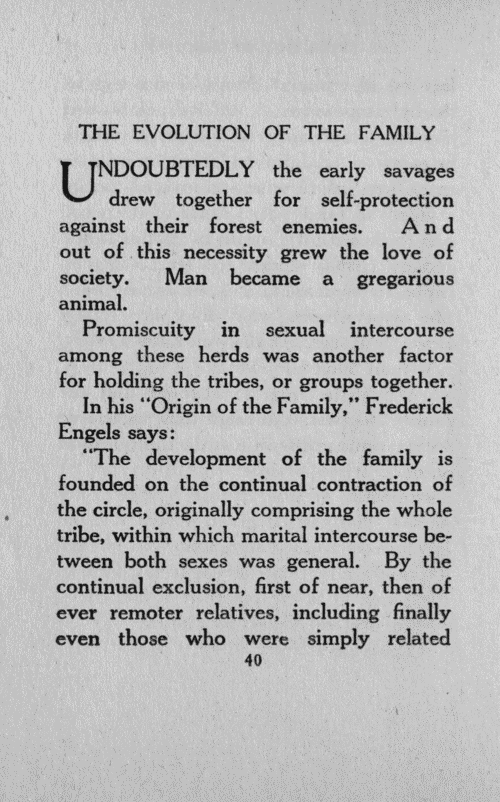 THE EVOLUTION OF THE FAMILY
UNDOUBTEDLY the early savages
drew together for self-protection
against their forest enemies. And
out of this necessity grew the love of
society. Man became a gregarious
animal.
Promiscuity in sexual intercourse
among these herds was another factor
for holding the tribes, or groups together.
In his "Origin of the Family," Frederick
Engels says:
"The development of the family is
founded on the continual contraction of
the circle, originally comprising the whole
tribe, within which marital intercourse be-
tween both sexes was general. By the
continual exclusion, first of near, then of
ever remoter relatives, including finally
even those who were simply related
40